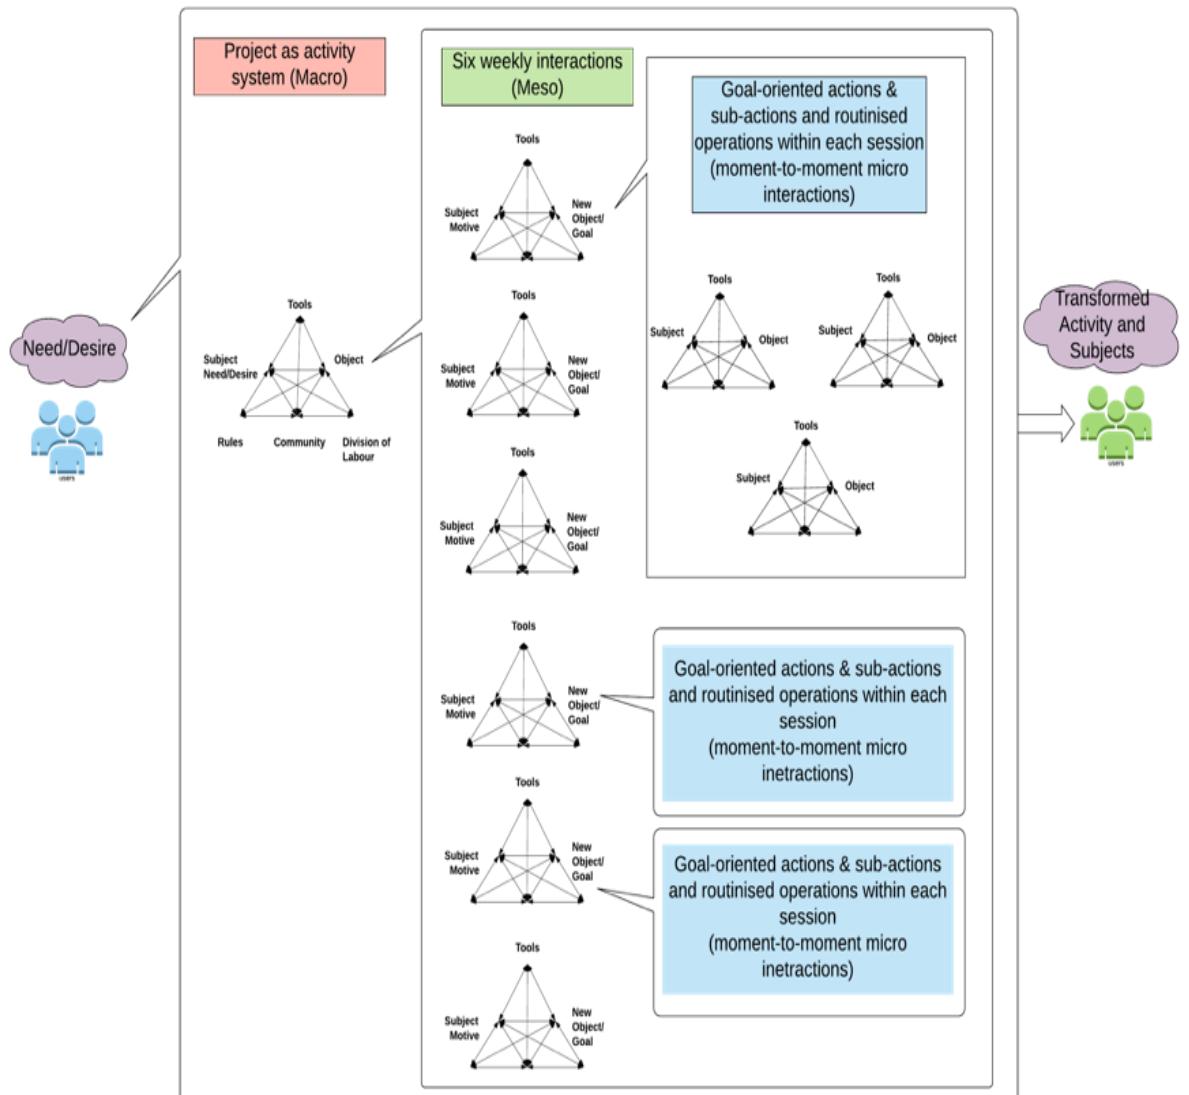 Project as activity
system (Macro)
Six weekly interactions
(Meso)
Goal-oriented actions &
sub-actions and routinised
operations within each session
(moment-to-moment micro
interactions)
Need/Desire
users
Tools
Subject
Need/Desire
Object
Rules
Community
Division of
Labour
Tools
Subject
Motive
New
Object/
Goal
Tools
Subject
Motive
New
Object/
Goal
Tools
Subject
Motive
New
Object/
Goal
Tools
Subject
Motive
New
Object/
Goal
Tools
Subject
Motive
New
Object/
Goal
Tools
Subject
Motive
New
Object/
Goal
Tools
Subject
Object
Tools
Subject
Object
Tools
Subject
Object
Goal-oriented actions & sub-actions
and routinised operations within each
session
(moment-to-moment micro
inetractions)
Goal-oriented actions & sub-actions
and routinised operations within each
session
(moment-to-moment micro
inetractions)
Transformed
Activity and
Subjects
users